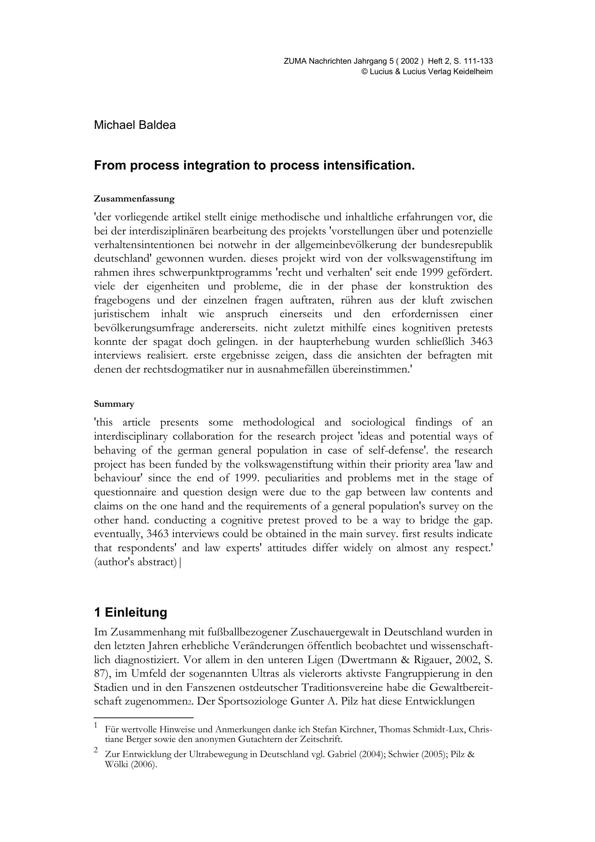 ZUMA Nachrichten Jahrgang 5 ( 2002 ) Heft 2, S. 111-133
© Lucius & Lucius Verlag Keidelheim
Michael Baldea
From process integration to process intensification.
Zusammenfassung
'der vorliegende artikel stellt einige methodische und inhaltliche erfahrungen vor, die
bei der interdisziplinären bearbeitung des projekts 'vorstellungen über und potenzielle
verhaltensintentionen bei notwehr in der allgemeinbevölkerung der bundesrepublik
deutschland' gewonnen wurden. dieses projekt wird von der volkswagenstiftung im
rahmen ihres schwerpunktprogramms 'recht und verhalten' seit ende 1999 gefördert.
viele der eigenheiten und probleme, die in der phase der konstruktion des
fragebogens und der einzelnen fragen auftraten, rühren aus der kluft zwischen
juristischem inhalt wie anspruch einerseits und den erfordernissen einer
bevölkerungsumfrage andererseits. nicht zuletzt mithilfe eines kognitiven pretests
konnte der spagat doch gelingen. in der haupterhebung wurden schließlich 3463
interviews realisiert. erste ergebnisse zeigen, dass die ansichten der befragten mit
denen der rechtsdogmatiker nur in ausnahmefällen übereinstimmen.'
Summary
'this article presents some methodological and sociological findings of an
interdisciplinary collaboration for the research project 'ideas and potential ways of
behaving of the german general population in case of self-defense'. the research
project has been funded by the volkswagenstiftung within their priority area 'law and
behaviour' since the end of 1999. peculiarities and problems met in the stage of
questionnaire and question design were due to the gap between law contents and
claims on the one hand and the requirements of a general population's survey on the
other hand. conducting a cognitive pretest proved to be a way to bridge the gap.
eventually, 3463 interviews could be obtained in the main survey. first results indicate
that respondents' and law experts' attitudes differ widely on almost any respect.'
(author's abstract)|
1 Einleitung
Im Zusammenhang mit fußballbezogener Zuschauergewalt in Deutschland wurden in
den letzten Jahren erhebliche Veränderungen öffentlich beobachtet und wissenschaft-
lich diagnostiziert. Vor allem in den unteren Ligen (Dwertmann & Rigauer, 2002, S.
87), im Umfeld der sogenannten Ultras als vielerorts aktivste Fangruppierung in den
Stadien und in den Fanszenen ostdeutscher Traditionsvereine habe die Gewaltbereit-
schaft zugenommen2. Der Sportsoziologe Gunter A. Pilz hat diese Entwicklungen
1 Für wertvolle Hinweise und Anmerkungen danke ich Stefan Kirchner, Thomas Schmidt-Lux, Chris-
tiane Berger sowie den anonymen Gutachtern der Zeitschrift.
2 Zur Entwicklung der Ultrabewegung in Deutschland vgl. Gabriel (2004); Schwier (2005); Pilz &
Wölki (2006).